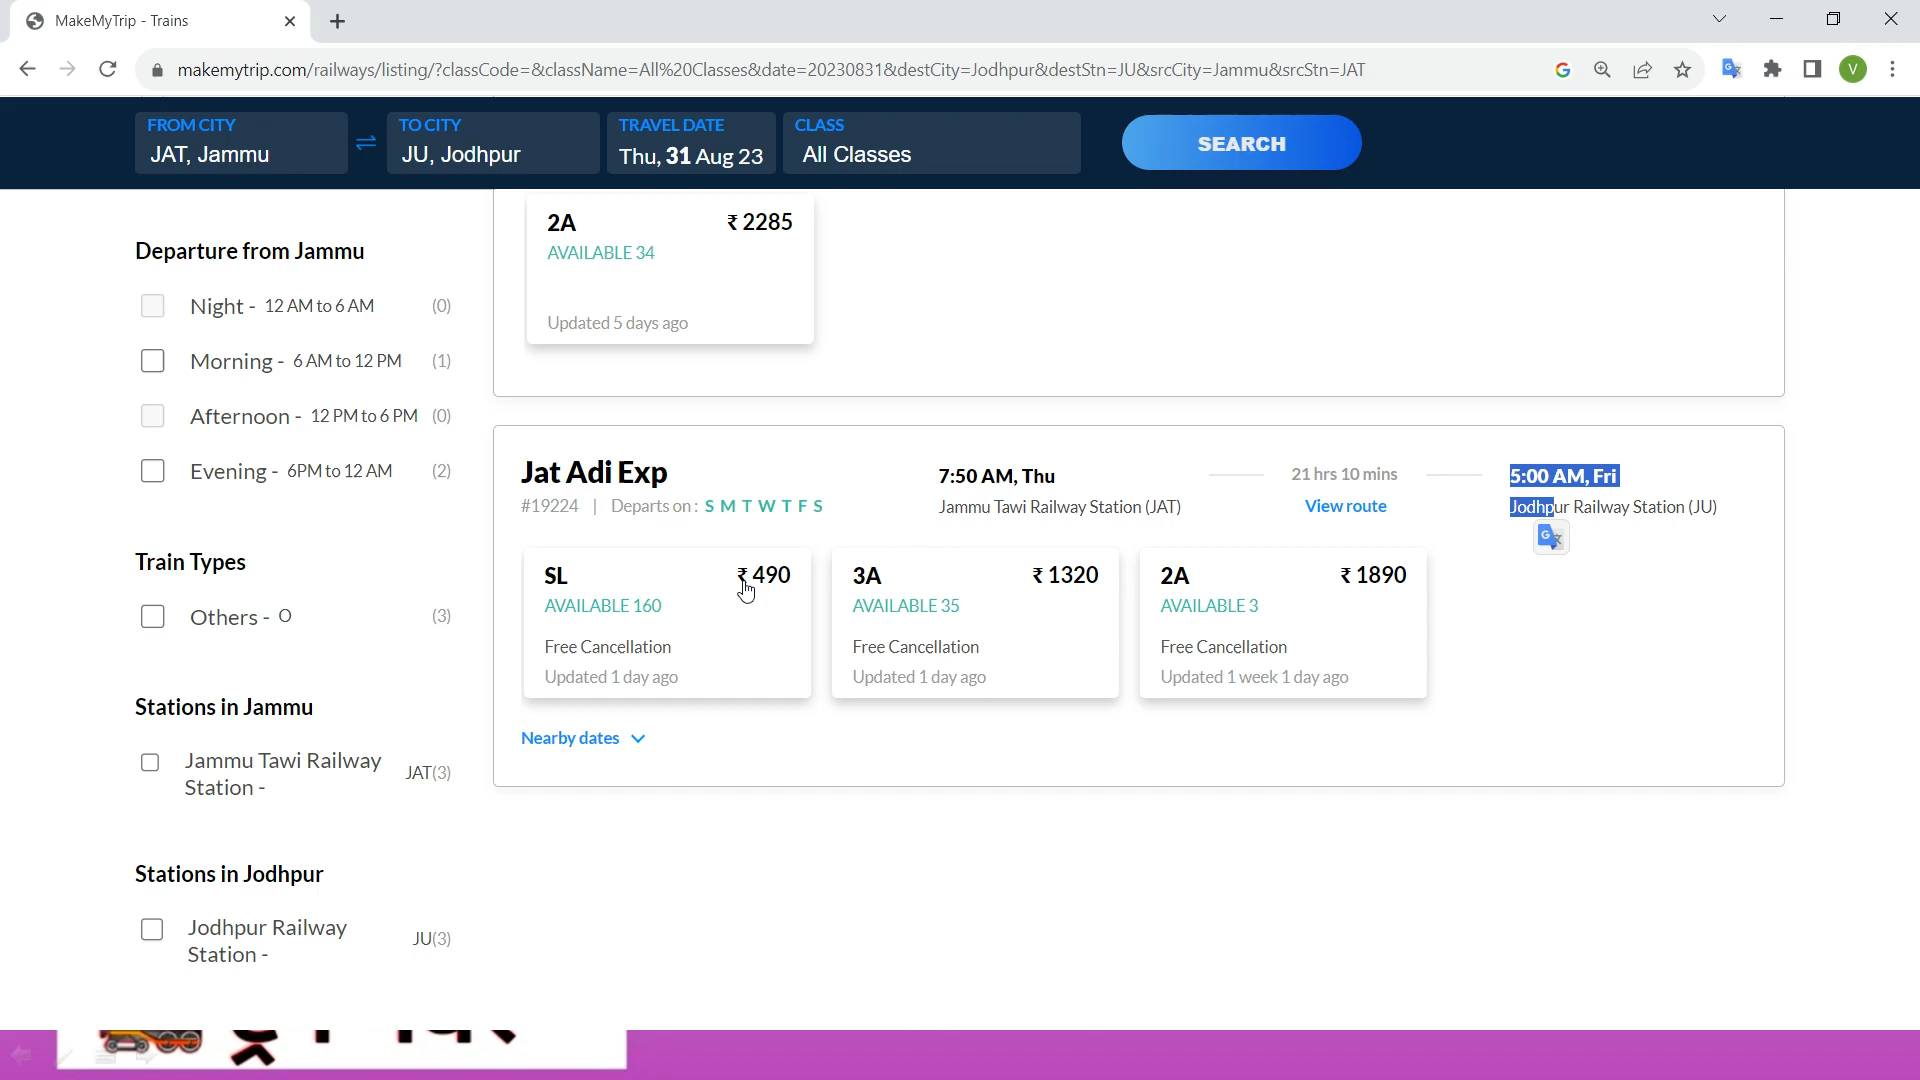 MakeMyTrip - Trains
makemytrip.com/railways/listing/?classCode=&className=All%20Classes&date=20230831&destCity=Jodhpur&destStn=JU&srcCity=Jammu&srcStn=JAT
V
FROM CITY
JAT, Jammu
TO CITY
JU, Jodhpur
TRAVEL DATE
Thu, 31 Aug 23
CLASS
All Classes
SEARCH
Departure from Jammu
Night - 12 AM to 6 AM (0)
Morning - 6 AM to 12 PM (1)
Afternoon - 12 PM to 6 PM (0)
Evening - 6PM to 12 AM (2)
Train Types
Others - O (3)
Stations in Jammu
Jammu Tawi Railway
Station -
JAT(3)
Stations in Jodhpur
Jodhpur Railway
Station -
JU(3)
2A ₹ 2285
AVAILABLE 34
Updated 5 days ago
Jat Adi Exp
#19224 | Departs on : S M T W T F S
7:50 AM, Thu
Jammu Tawi Railway Station (JAT)
21 hrs 10 mins
View route
5:00 AM, Fri
Jodhpur Railway Station (JU)
SL ₹ 490
AVAILABLE 160
Free Cancellation
Updated 1 day ago
3A ₹ 1320
AVAILABLE 35
Free Cancellation
Updated 1 day ago
2A ₹ 1890
AVAILABLE 3
Free Cancellation
Updated 1 week 1 day ago
Nearby dates